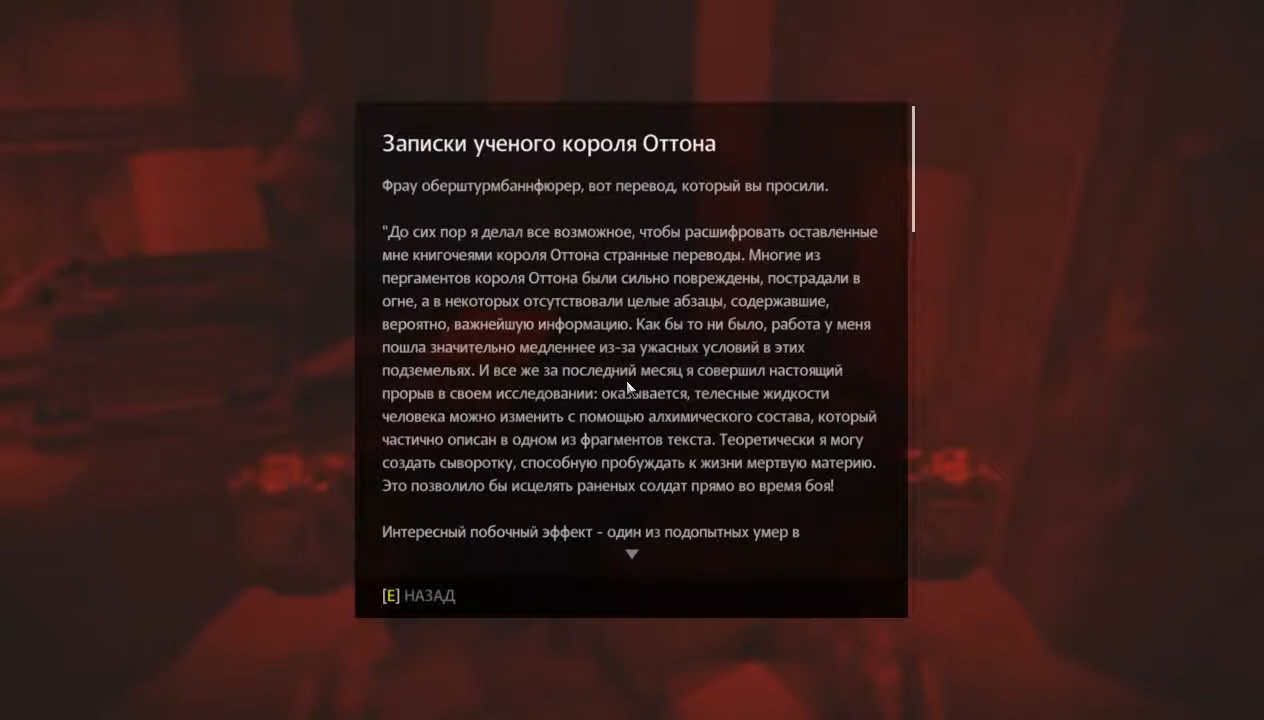 Записки ученого короля Оттона
Фрау оберштурмбаннфюрер, вот перевод, который вы просили.
"До сих пор я делал все возможное, чтобы расшифровать оставленные
мне книгочеями короля Оттона странные переводы. Многие из
пергаментов короля Оттона были сильно повреждены, пострадали в
огне, а в некоторых отсутствовали целые абзацы, содержавшие,
вероятно, важнейшую информацию. Как бы то ни было, работа у меня
пошла значительно медленнее из-за ужасных условий в этих
подземельях. И все же за последний месяц я совершил настоящий
прорыв в своем исследовании: оказывается, телесные жидкости
человека можно изменить с помощью алхимического состава, который
частично описан в одном из фрагментов текста. Теоретически я могу
создать сыворотку, способную пробуждать к жизни мертвую материю.
Это позволило бы исцелять раненых солдат прямо во время боя!
Интересный побочный эффект - один из подопытных умер в
[E] НАЗАД